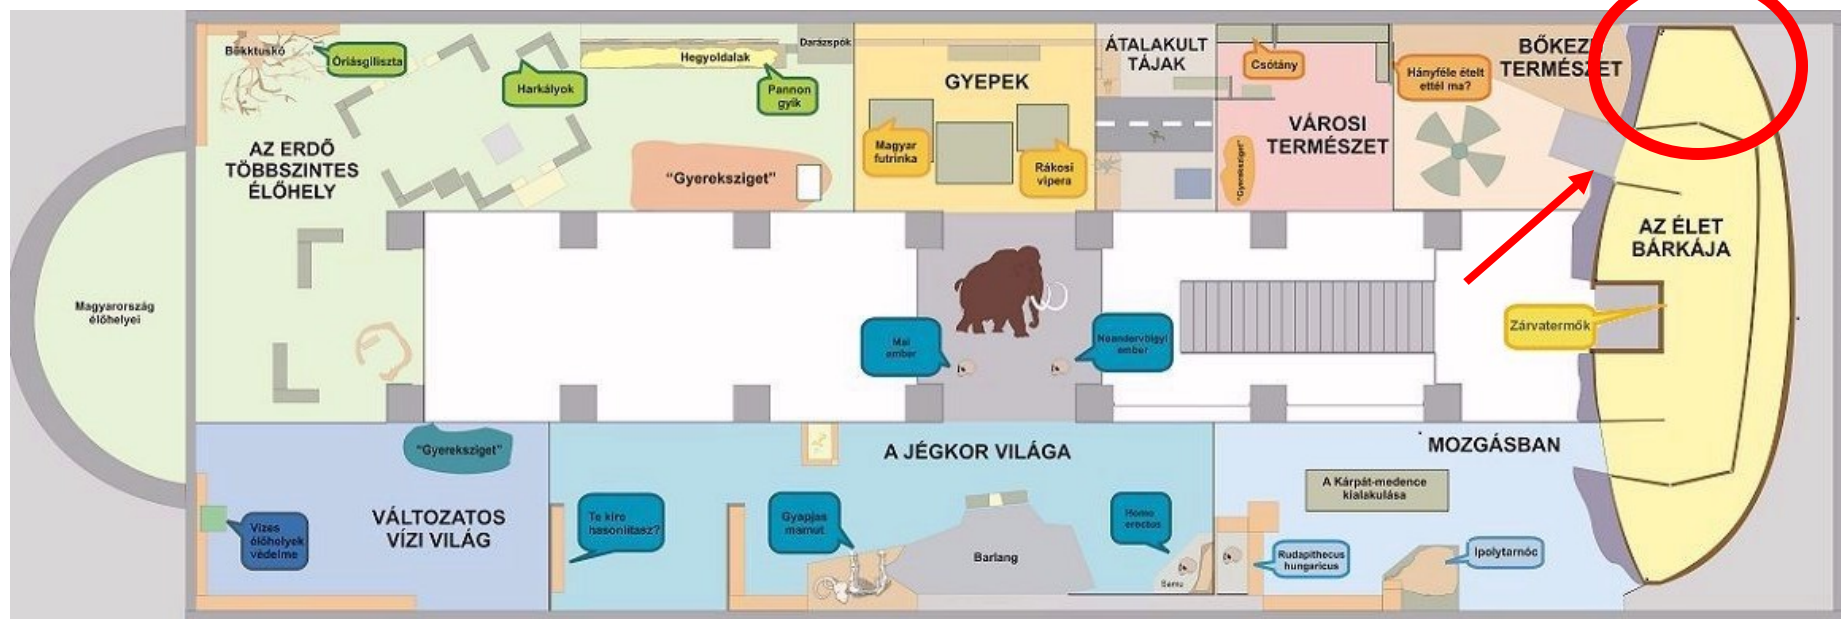 Bükktuskó
Óriásgiliszta
Harkályok
Hegyoldalak
Darázspók
Pannon
gyík
AZ ERDŐ
TÖBBSZINTES
ÉLŐHELY
"Gyereksziget"
GYEPEK
Magyar
futrinka
Rákosi
vipera
ÁTALAKULT
TÁJAK
Csótány
VÁROSI
TERMÉSZET
"Gyereksziget"
BŐKEZŰ
TERMÉSZET
Hányféle ételt
ettél ma?
AZ ÉLET
BÁRKÁJA
Zárvatermők
Magyarország
élőhelyei
Mai
ember
Neandervölgyi
ember
"Gyereksziget"
VÁLTOZATOS
VÍZI VILÁG
Vizes
élőhelyek
védelme
A JÉGKOR VILÁGA
Te kire
hasonlítasz?
Gyapjas
mamut
Barlang
Homo
erectus
Samu
MOZGÁSBAN
A Kárpát-medence
kialakulása
Rudapithecus
hungaricus
Ipolytarnóc